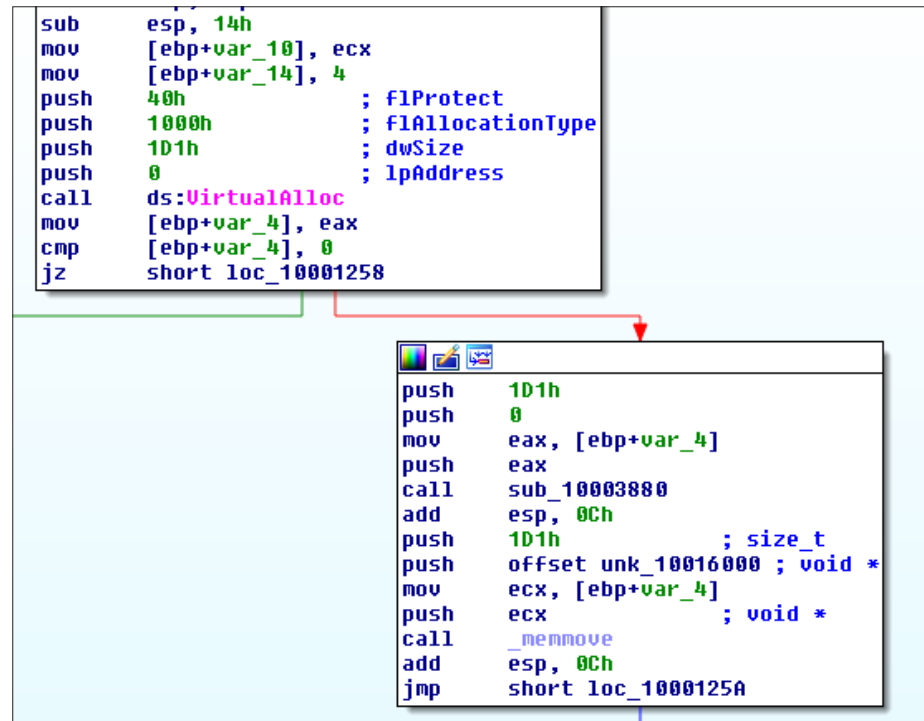 sub esp, 14h
mov [ebp+var_10], ecx
mov [ebp+var_14], 4
push 40h ; flProtect
push 1000h ; flAllocationType
push 1D1h ; dwSize
push 0 ; lpAddress
call ds:VirtualAlloc
mov [ebp+var_4], eax
cmp [ebp+var_4], 0
jz short loc_10001258
push 1D1h
push 0
mov eax, [ebp+var_4]
push eax
call sub_10003880
add esp, 0Ch
push 1D1h ; size_t
push offset unk_10016000 ; void *
mov ecx, [ebp+var_4]
push ecx ; void *
call _memmove
add esp, 0Ch
jmp short loc_1000125A